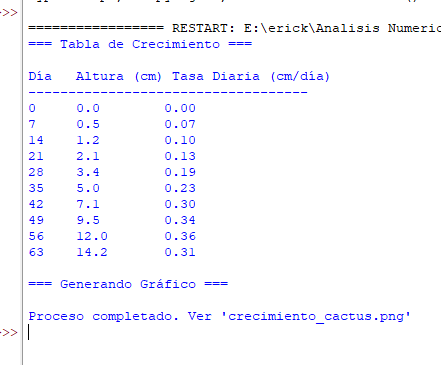 >>>
================= RESTART: E:\erick\Analisis Numeric
=== Tabla de Crecimiento ===
Día   Altura (cm) Tasa Diaria (cm/día)
-----------------------------------
0     0.0         0.00
7     0.5         0.07
14    1.2         0.10
21    2.1         0.13
28    3.4         0.19
35    5.0         0.23
42    7.1         0.30
49    9.5         0.34
56    12.0        0.36
63    14.2        0.31
=== Generando Gráfico ===
Proceso completado. Ver 'crecimiento_cactus.png'
>>>